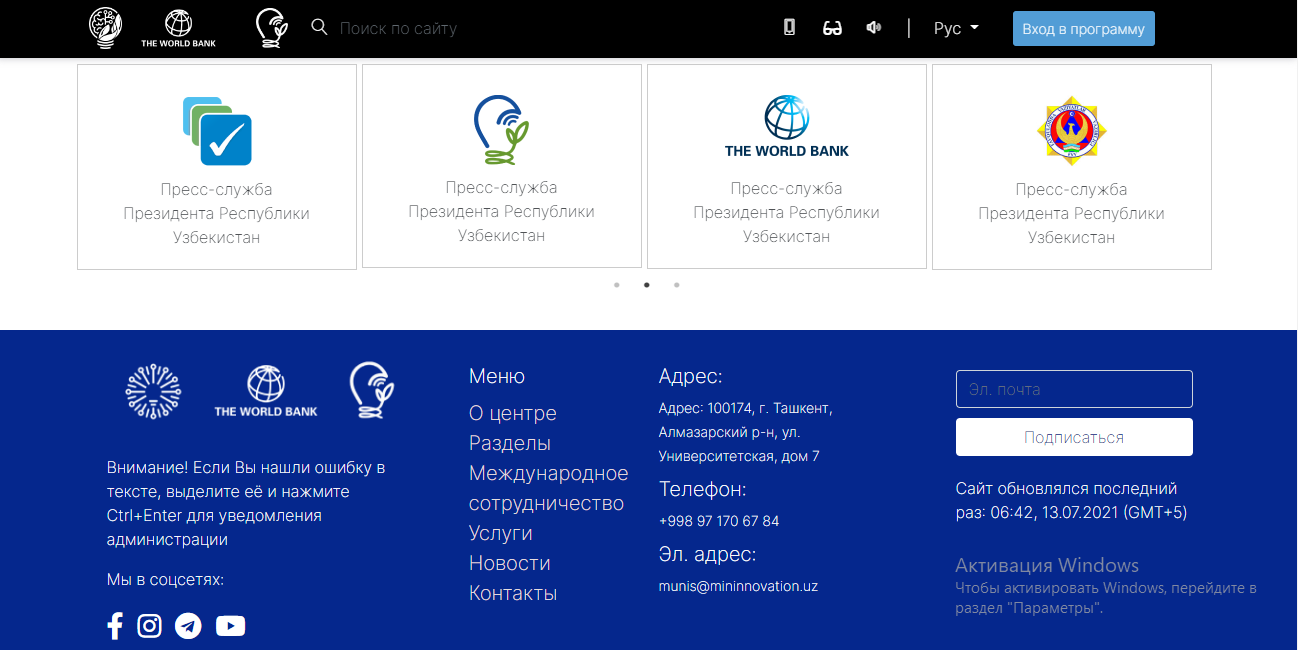 THE WORLD BANK
Поиск по сайту
Рус
Вход в программу
Пресс-служба
Президента Республики
Узбекистан
Пресс-служба
Президента Республики
Узбекистан
THE WORLD BANK
Пресс-служба
Президента Республики
Узбекистан
Пресс-служба
Президента Республики
Узбекистан
THE WORLD BANK
Внимание! Если Вы нашли ошибку в
тексте, выделите её и нажмите
Ctrl+Enter для уведомления
администрации
Мы в соцсетях:
Меню
О центре
Разделы
Международное
сотрудничество
Услуги
Новости
Контакты
Адрес:
Адрес: 100174, г. Ташкент,
Алмазарский р-н, ул.
Университетская, дом 7
Телефон:
+998 97 170 67 84
Эл. адрес:
munis@mininnovation.uz
Эл. почта
Подписаться
Сайт обновлялся последний
раз: 06:42, 13.07.2021 (GMT+5)
Активация Windows
Чтобы активировать Windows, перейдите в
раздел "Параметры".